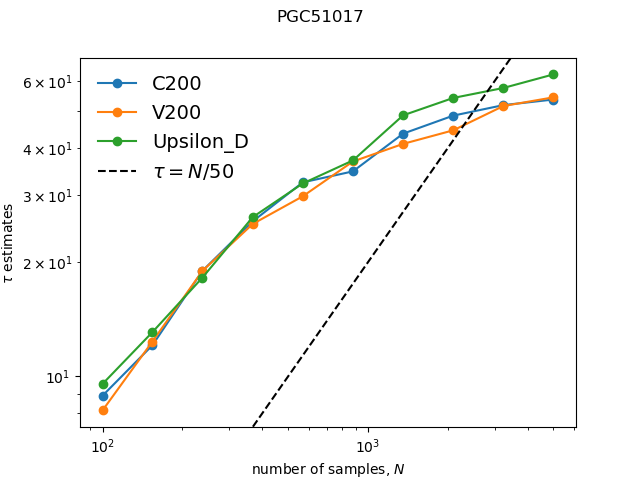 PGC51017
C200
V200
Upsilon_D
τ = N/50
6 × 10¹
4 × 10¹
3 × 10¹
2 × 10¹
10¹
τ estimates
10²
10³
number of samples, N